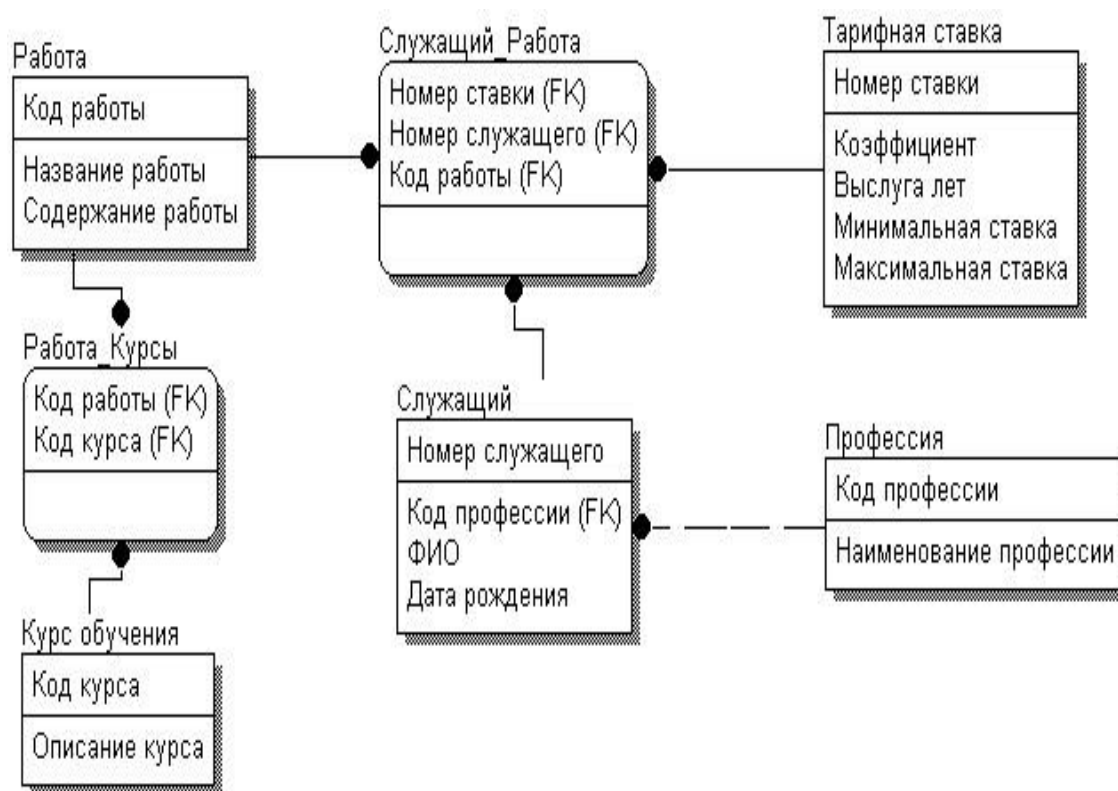 Работа
Код работы
Название работы
Содержание работы
Служащий_Работа
Номер ставки (FK)
Номер служащего (FK)
Код работы (FK)
Тарифная ставка
Номер ставки
Коэффициент
Выслуга лет
Минимальная ставка
Максимальная ставка
Работа_Курсы
Код работы (FK)
Код курса (FK)
Служащий
Номер служащего
Код профессии (FK)
ФИО
Дата рождения
Профессия
Код профессии
Наименование профессии
Курс обучения
Код курса
Описание курса